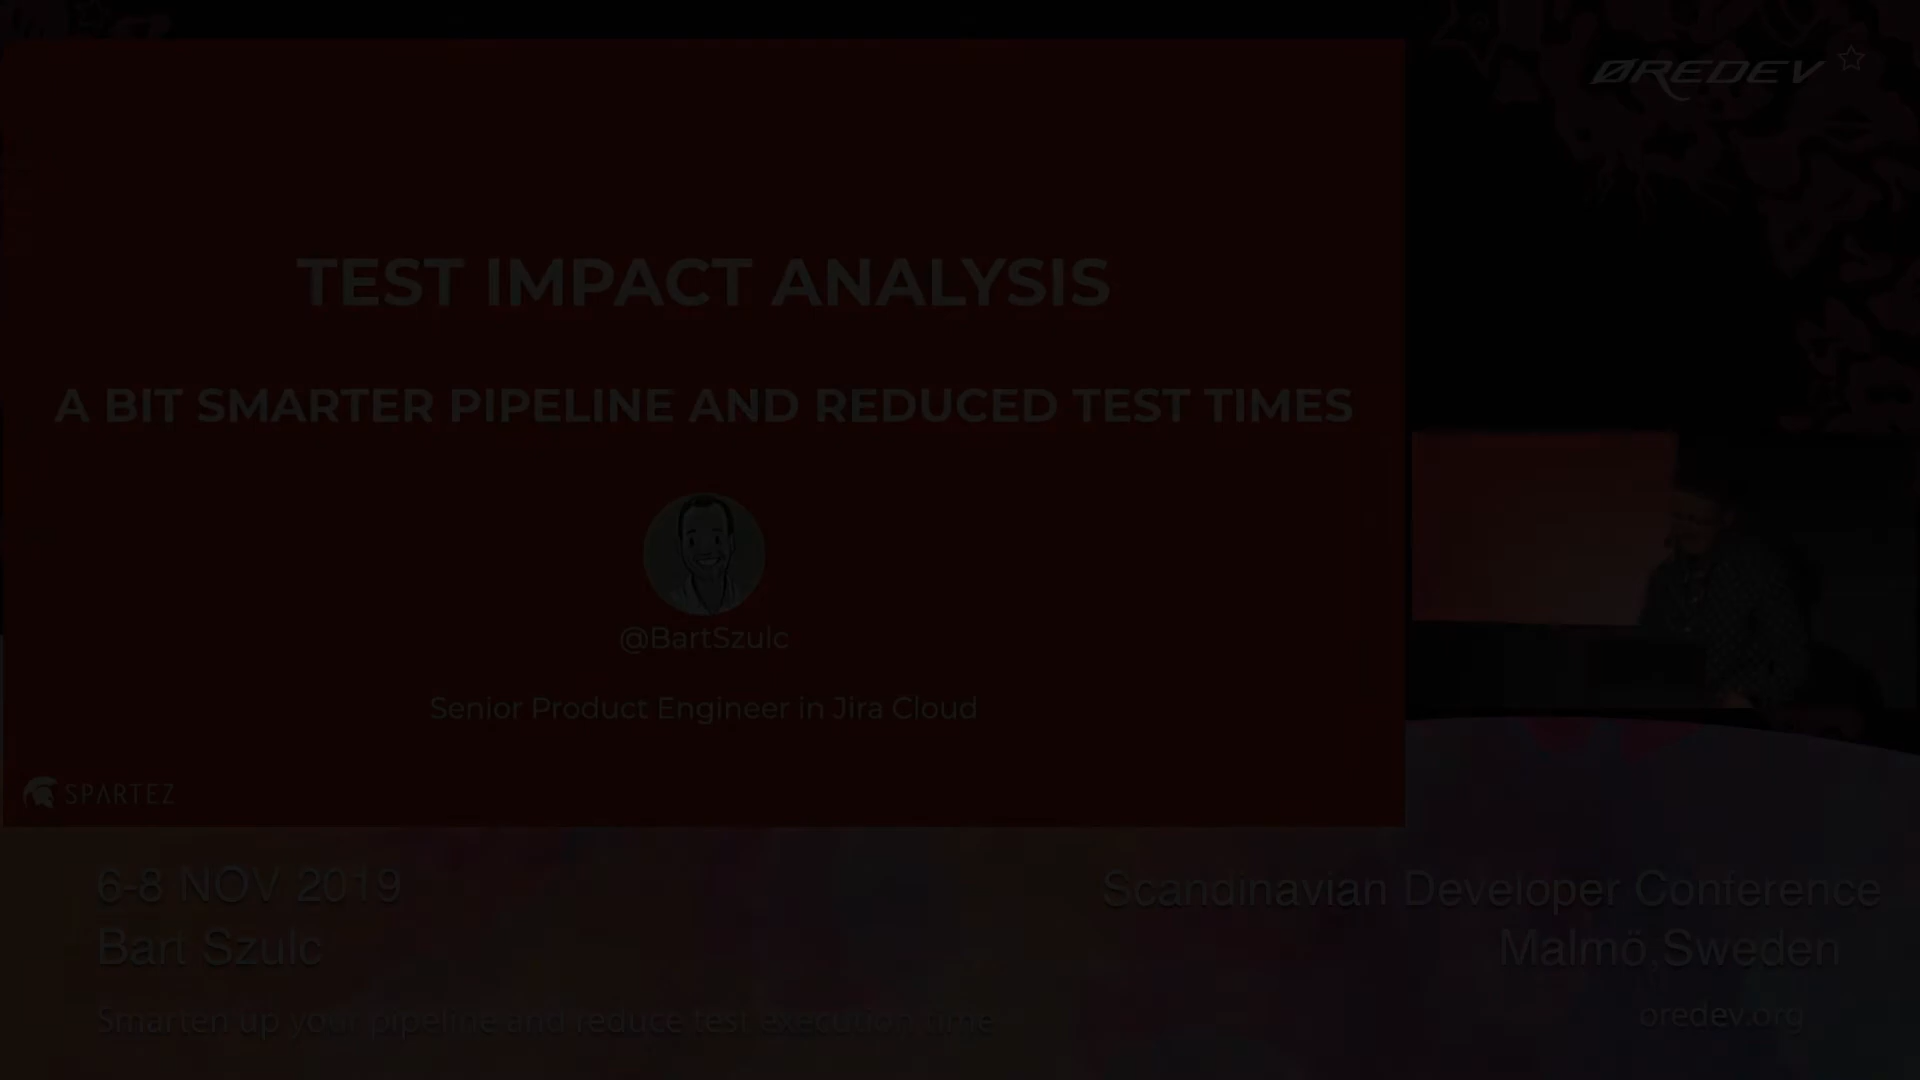 ØREDEV
TEST IMPACT ANALYSIS
A BIT SMARTER PIPELINE AND REDUCED TEST TIMES
@BartSzulc
Senior Product Engineer in Jira Cloud
SPARTEZ
6-8 NOV 2019
Bart Szulc
Smarten up your pipeline and reduce test execution time
Scandinavian Developer Conference
Malmö, Sweden
oredev.org